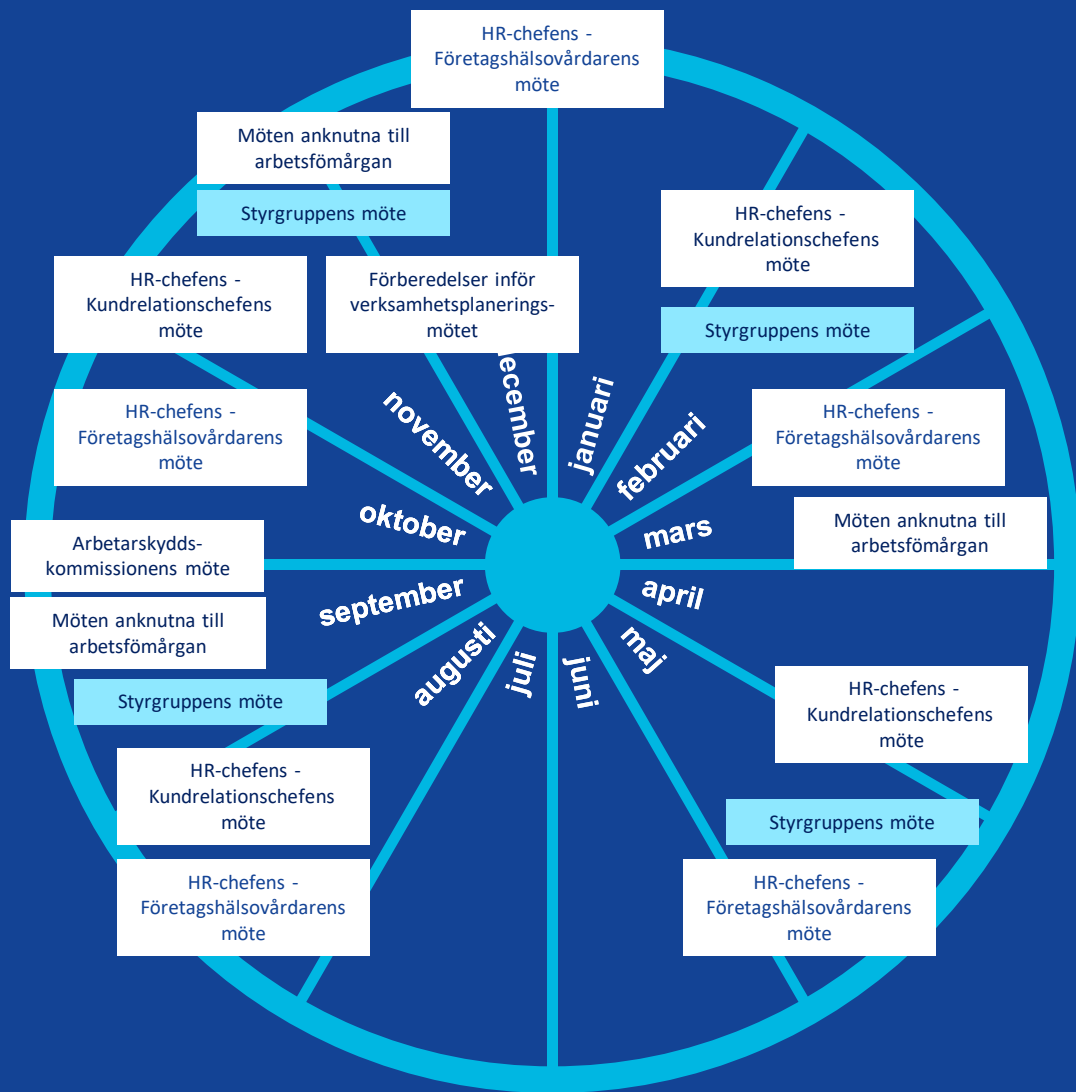 HR-chefens -
Företagshälsovårdarens
möte
Möten anknutna till
arbetsfömårgan
Styrgruppens möte
HR-chefens -
Kundrelationschefens
möte
Styrgruppens möte
HR-chefens -
Kundrelationschefens
möte
Förberedelser inför
verksamhetsplanerings-
mötet
HR-chefens -
Företagshälsovårdarens
möte
HR-chefens -
Företagshälsovårdarens
möte
december
januari
november
februari
oktober
mars
september
april
augusti
maj
juli
juni
Arbetarskydds-
kommissionens möte
Möten anknutna till
arbetsfömårgan
Möten anknutna till
arbetsfömårgan
Styrgruppens möte
HR-chefens -
Kundrelationschefens
möte
HR-chefens -
Kundrelationschefens
möte
Styrgruppens möte
HR-chefens -
Företagshälsovårdarens
möte
HR-chefens -
Företagshälsovårdarens
möte